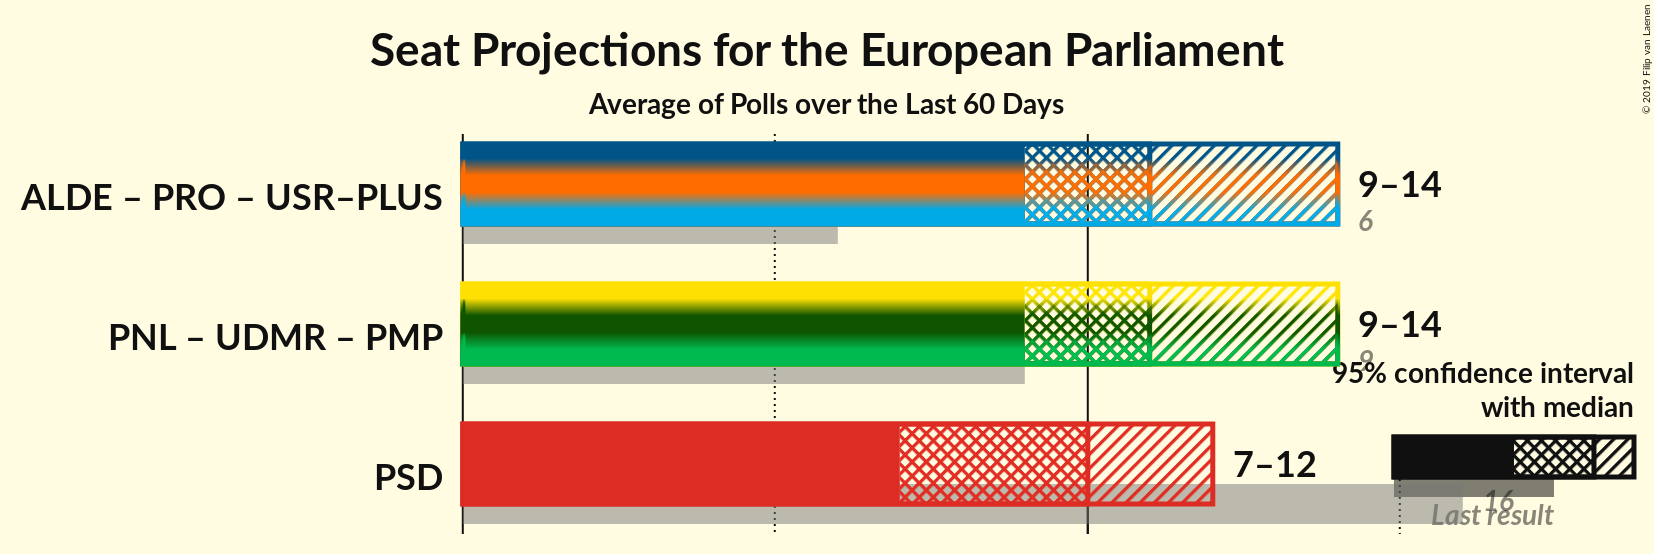 Seat Projections for the European Parliament
Average of Polls over the Last 60 Days
© 2019 Filip van Laenen
ALDE – PRO – USR–PLUS
9–14
6
PNL – UDMR – PMP
9–14
9
95% confidence interval
with median
PSD
7–12
16
Last result